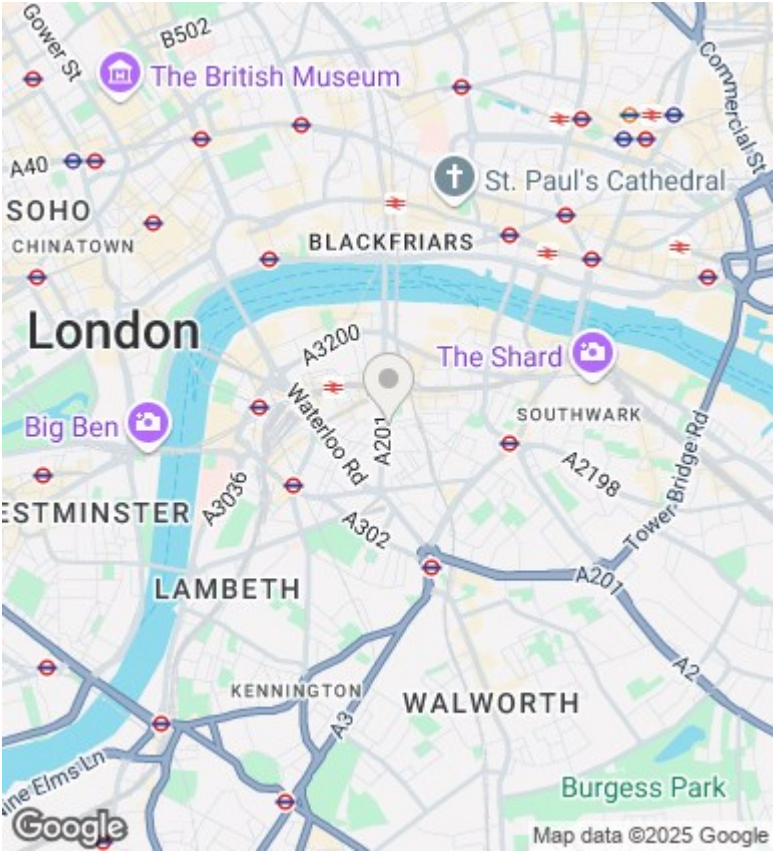 Gower St
B502
The British Museum
Commercial St
A40
St. Paul's Cathedral
SOHO
CHINATOWN
BLACKFRIARS
London
A3200
The Shard
Big Ben
Waterloo Rd
A201
SOUTHWARK
A3036
A2198
Tower Bridge Rd
ESTMINSTER
A302
LAMBETH
A201
A2
KENNINGTON
WALWORTH
A3
ine Elms Ln
Burgess Park
Google
Map data ©2025 Google